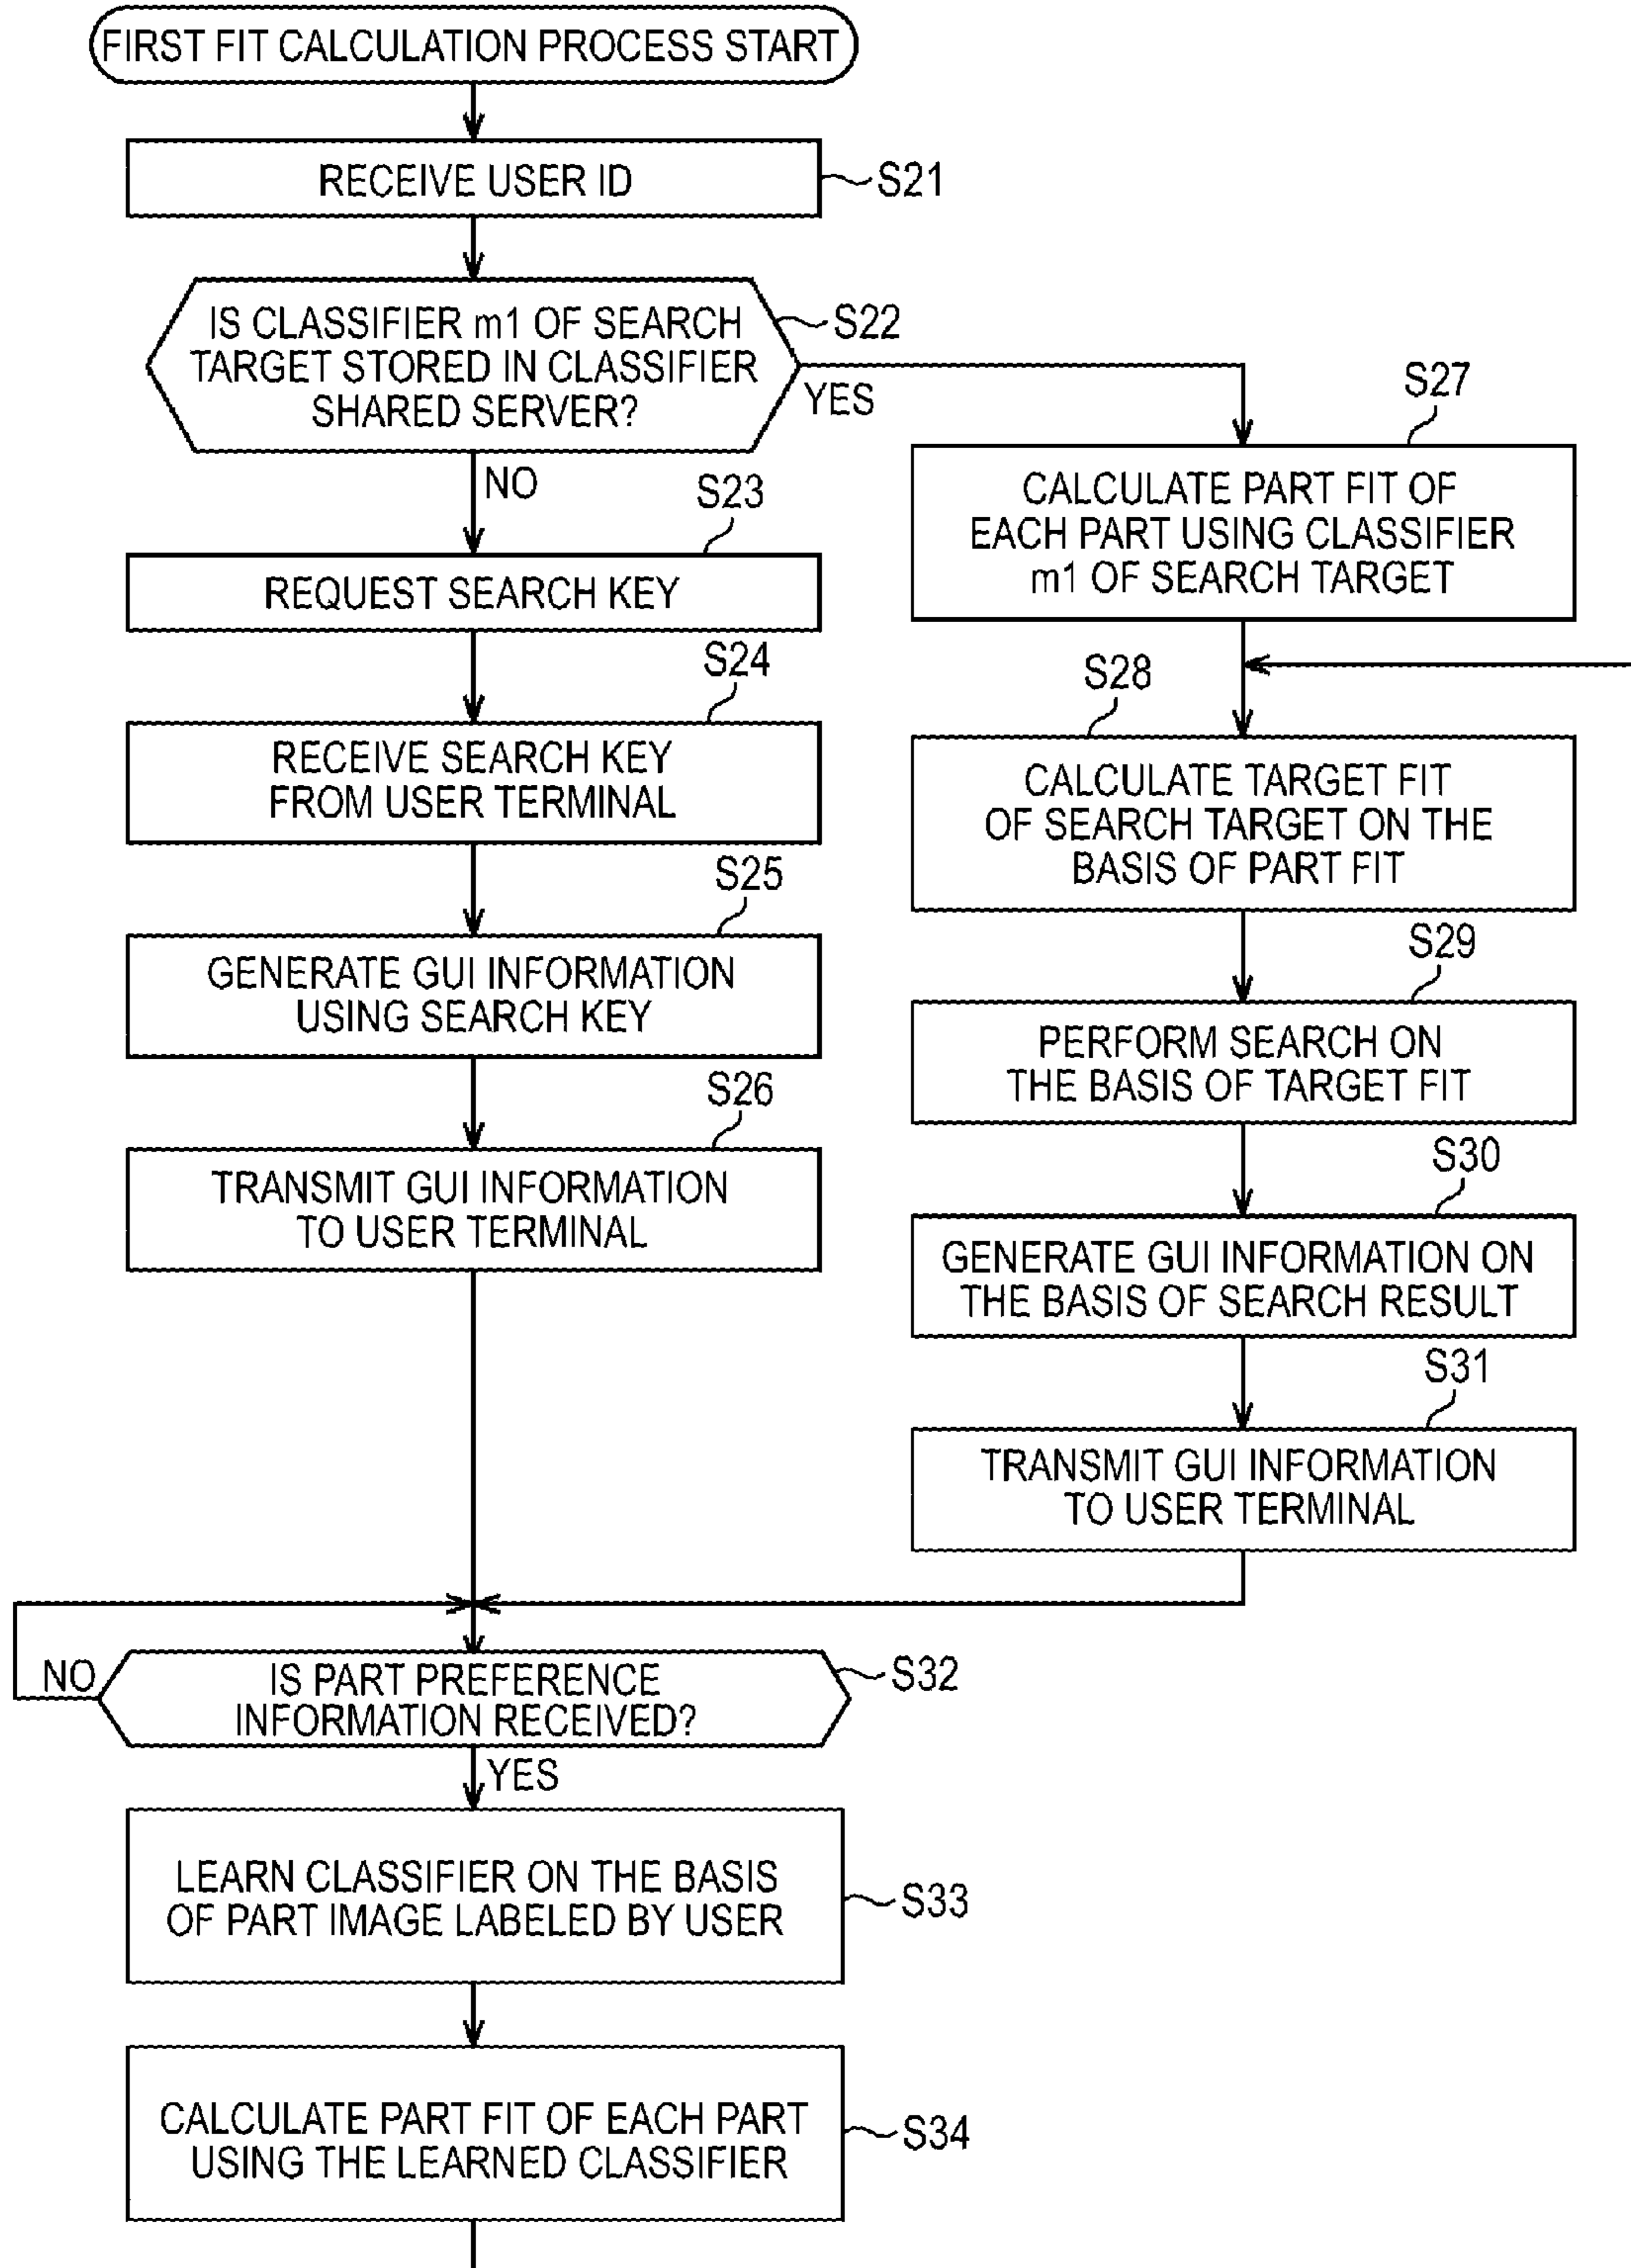 FIRST FIT CALCULATION PROCESS START
RECEIVE USER ID
S21
IS CLASSIFIER m1 OF SEARCH
TARGET STORED IN CLASSIFIER
SHARED SERVER?
S22
YES
NO
S23
REQUEST SEARCH KEY
S24
RECEIVE SEARCH KEY
FROM USER TERMINAL
S25
GENERATE GUI INFORMATION
USING SEARCH KEY
S26
TRANSMIT GUI INFORMATION
TO USER TERMINAL
S27
CALCULATE PART FIT OF
EACH PART USING CLASSIFIER
m1 OF SEARCH TARGET
S28
CALCULATE TARGET FIT
OF SEARCH TARGET ON THE
BASIS OF PART FIT
S29
PERFORM SEARCH ON
THE BASIS OF TARGET FIT
S30
GENERATE GUI INFORMATION ON
THE BASIS OF SEARCH RESULT
S31
TRANSMIT GUI INFORMATION
TO USER TERMINAL
NO
IS PART PREFERENCE
INFORMATION RECEIVED?
S32
YES
LEARN CLASSIFIER ON THE BASIS
OF PART IMAGE LABELED BY USER
S33
CALCULATE PART FIT OF EACH PART
USING THE LEARNED CLASSIFIER
S34